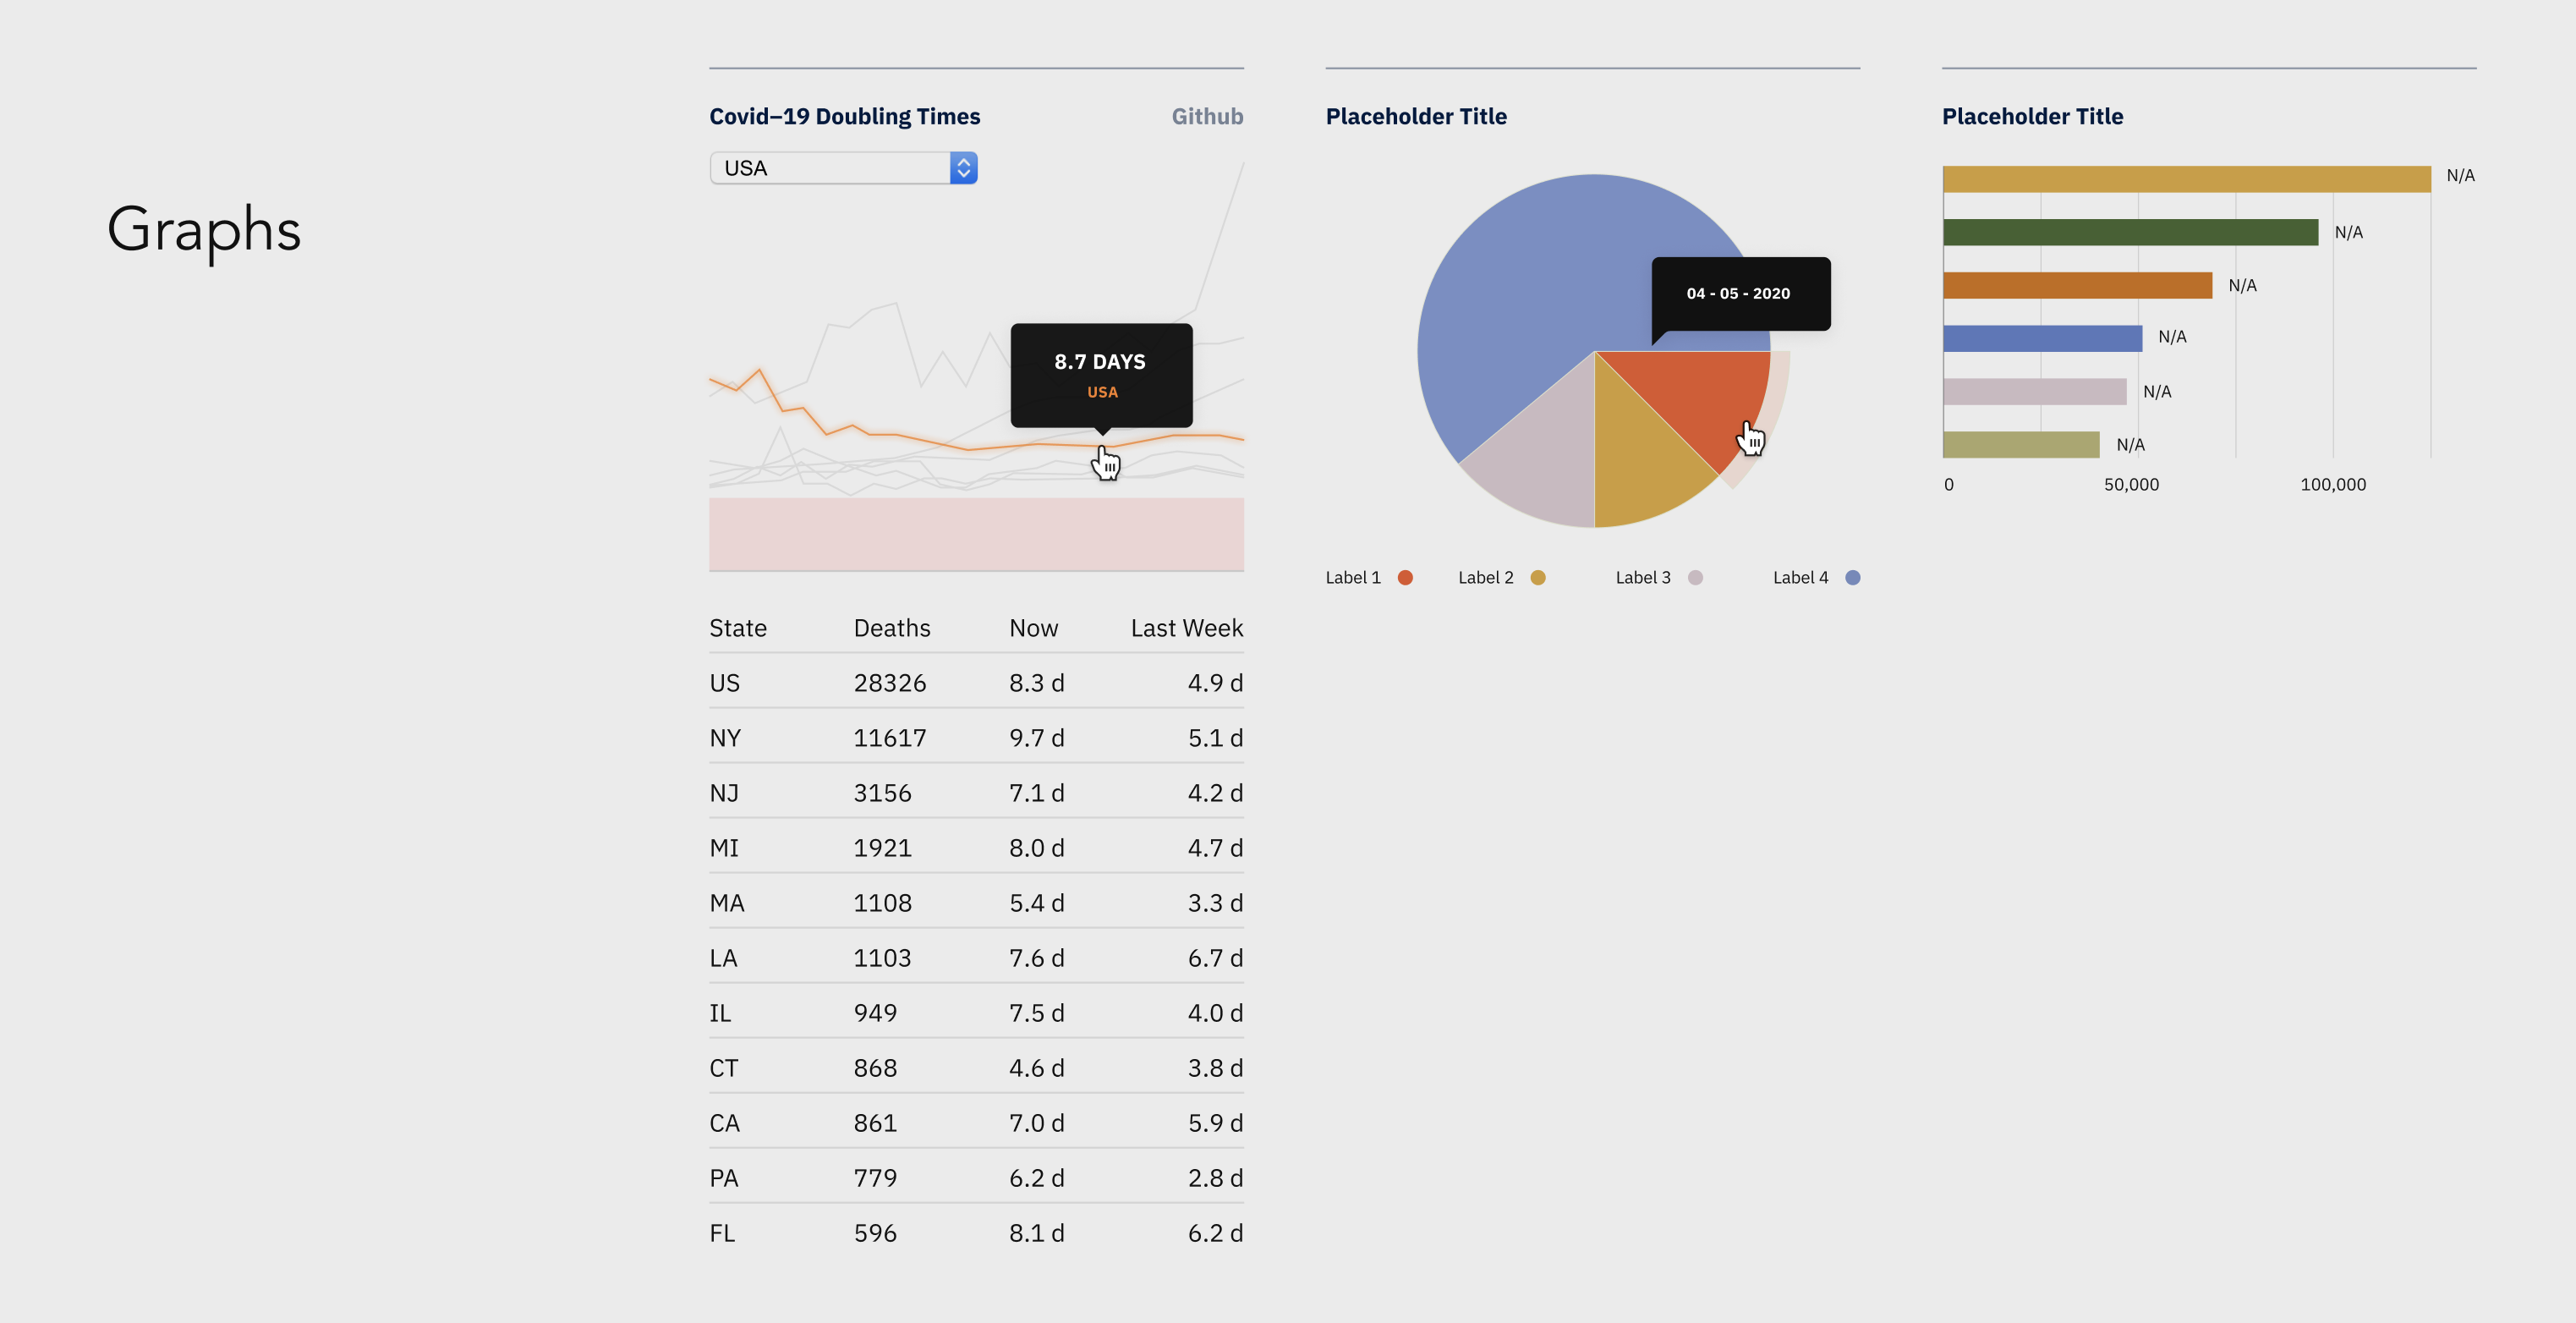 Graphs
Covid–19 Doubling Times
Github
USA
8.7 DAYS
USA
State Deaths Now Last Week
US 28326 8.3 d 4.9 d
NY 11617 9.7 d 5.1 d
NJ 3156 7.1 d 4.2 d
MI 1921 8.0 d 4.7 d
MA 1108 5.4 d 3.3 d
LA 1103 7.6 d 6.7 d
IL 949 7.5 d 4.0 d
CT 868 4.6 d 3.8 d
CA 861 7.0 d 5.9 d
PA 779 6.2 d 2.8 d
FL 596 8.1 d 6.2 d
Placeholder Title
04 - 05 - 2020
Label 1 Label 2 Label 3 Label 4
Placeholder Title
N/A
N/A
N/A
N/A
N/A
N/A
0 50,000 100,000